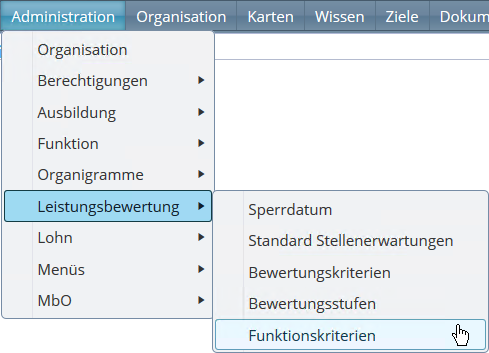 Administration Organisation Karten Wissen Ziele Dokum
Organisation
Berechtigungen
Ausbildung
Funktion
Organigramme
Leistungsbewertung
Lohn
Menüs
MbO
Sperrdatum
Standard Stellenerwartungen
Bewertungskriterien
Bewertungsstufen
Funktionskriterien